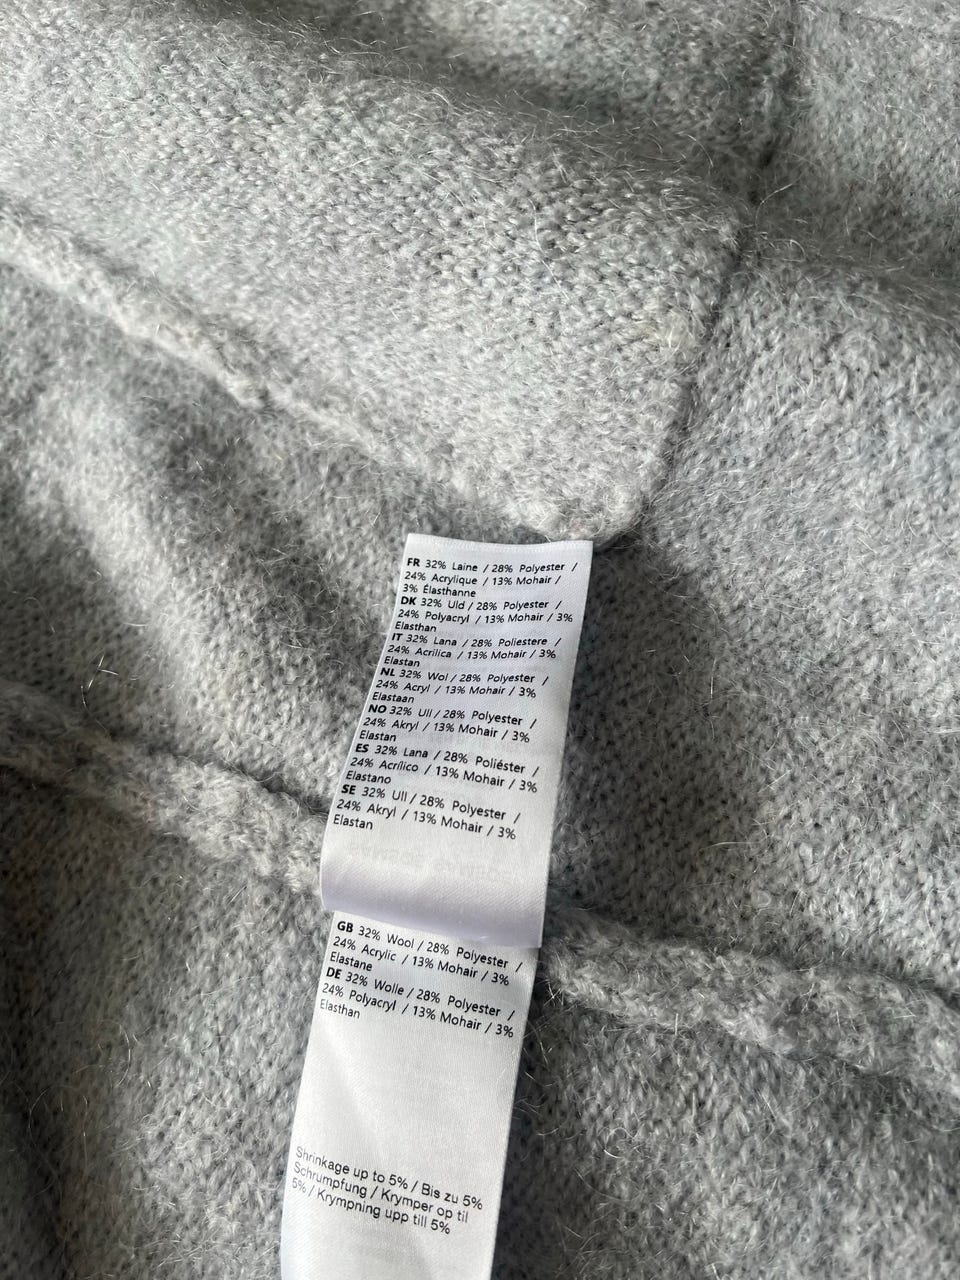 FR 32% Laine / 28% Polyester /
24% Acrylique / 13% Mohair /
3% Élasthanne
DK 32% Uld / 28% Polyester /
24% Polyacryl / 13% Mohair / 3%
Elasthan
IT 32% Lana / 28% Poliestere /
24% Acrilica / 13% Mohair / 3%
Elastan
NL 32% Wol / 28% Polyester /
24% Acryl / 13% Mohair / 3%
Elastaan
NO 32% Ull / 28% Polyester /
24% Akryl / 13% Mohair / 3%
Elastan
ES 32% Lana / 28% Poliéster /
24% Acrílico / 13% Mohair / 3%
Elastano
SE 32% Ull / 28% Polyester /
24% Akryl / 13% Mohair / 3%
Elastan
GB 32% Wool / 28% Polyester /
24% Acrylic / 13% Mohair / 3%
Elastane
DE 32% Wolle / 28% Polyester /
24% Polyacryl / 13% Mohair / 3%
Elasthan
Shrinkage up to 5% / Bis zu 5%
Schrumpfung / Krymper op til
5% / Krympning upp till 5%